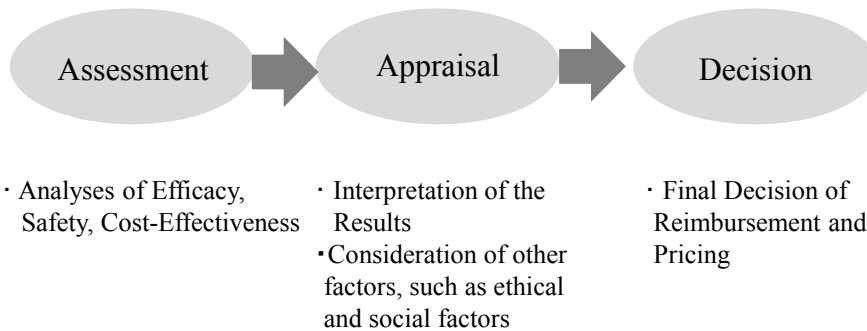 Assessment
Appraisal
Decision
・Analyses of Efficacy,
Safety, Cost-Effectiveness
・Interpretation of the
Results
・Consideration of other
factors, such as ethical
and social factors
・Final Decision of
Reimbursement and
Pricing